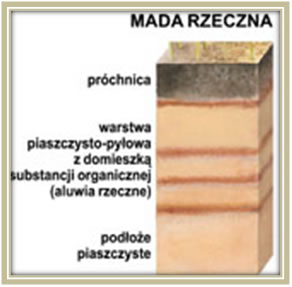 MADA RZECZNA
próchnica
warstwa
piaszczysto-pyłowa
z domieszką
substancji organicznej
(aluwia rzeczne)
podłoże
piaszczyste